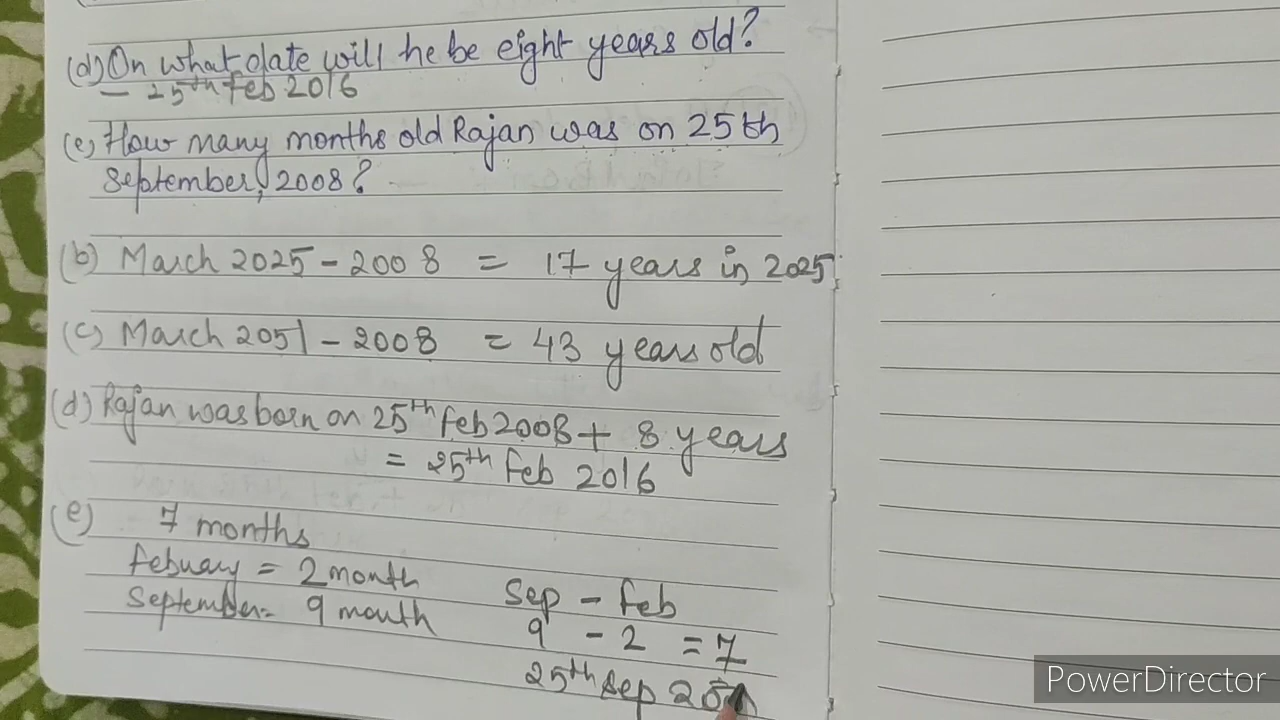 (d) On what date will he be eight years old?
- 25th Feb 2016
(e) How many months old Rajan was on 25th
September, 2008?
(b) March 2025 - 2008 = 17 years in 2025
(c) March 2051 - 2008 = 43 years old
(d) Rajan was born on 25th Feb 2008 + 8 years
= 25th Feb 2016
(e) 7 months
Febuary = 2 month
September = 9 month
Sep - Feb
9 - 2 = 7
25th Sep
PowerDirector